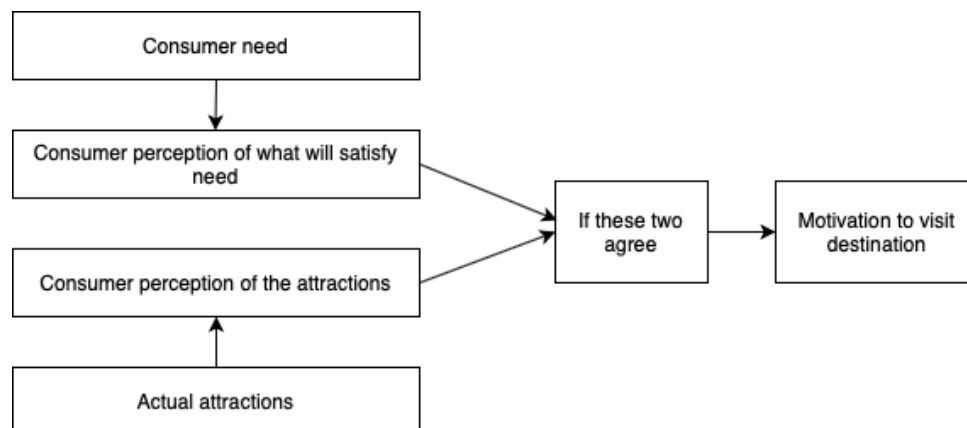 Consumer need
Consumer perception of what will satisfy
need
If these two
agree
Motivation to visit
destination
Consumer perception of the attractions
Actual attractions